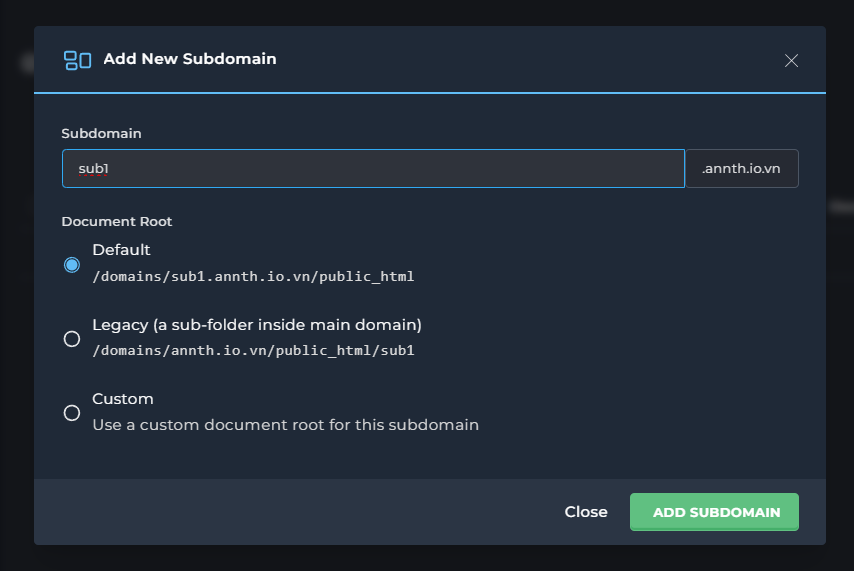 Add New Subdomain
Subdomain
sub1 .annth.io.vn
Document Root
Default
/domains/sub1.annth.io.vn/public_html
Legacy (a sub-folder inside main domain)
/domains/annth.io.vn/public_html/sub1
Custom
Use a custom document root for this subdomain
Close ADD SUBDOMAIN